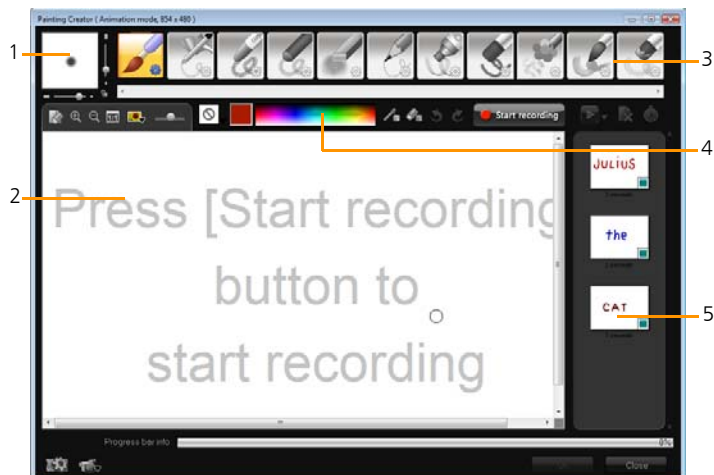 Painting Creator ( Animation mode, 854 x 480 )
1
3
Start recording
4
JULIUS
2
Press [Start recording
button to
the
start recording
CAT
5
Progress bar info
0%
Close